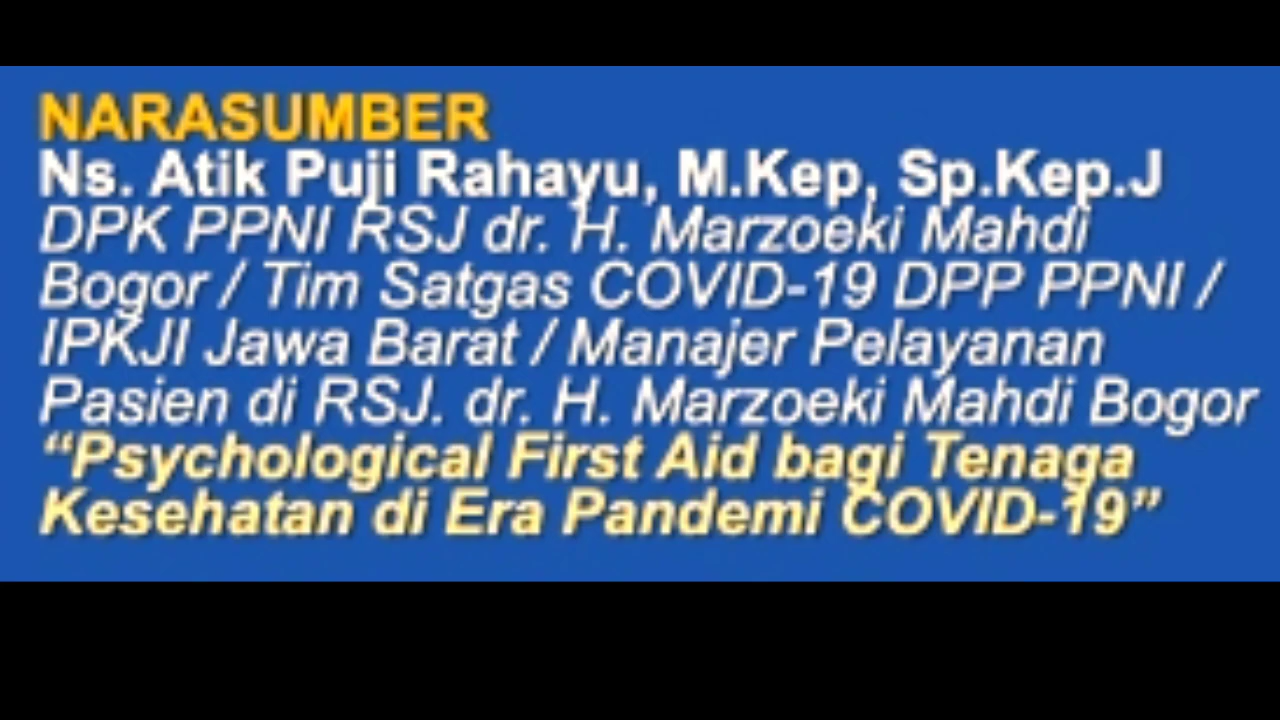 NARASUMBER
Ns. Atik Puji Rahayu, M.Kep, Sp.Kep.J
DPK PPNI RSJ dr. H. Marzoeki Mahdi
Bogor / Tim Satgas COVID-19 DPP PPNI /
IPKJI Jawa Barat / Manajer Pelayanan
Pasien di RSJ. dr. H. Marzoeki Mahdi Bogor
“Psychological First Aid bagi Tenaga
Kesehatan di Era Pandemi COVID-19”